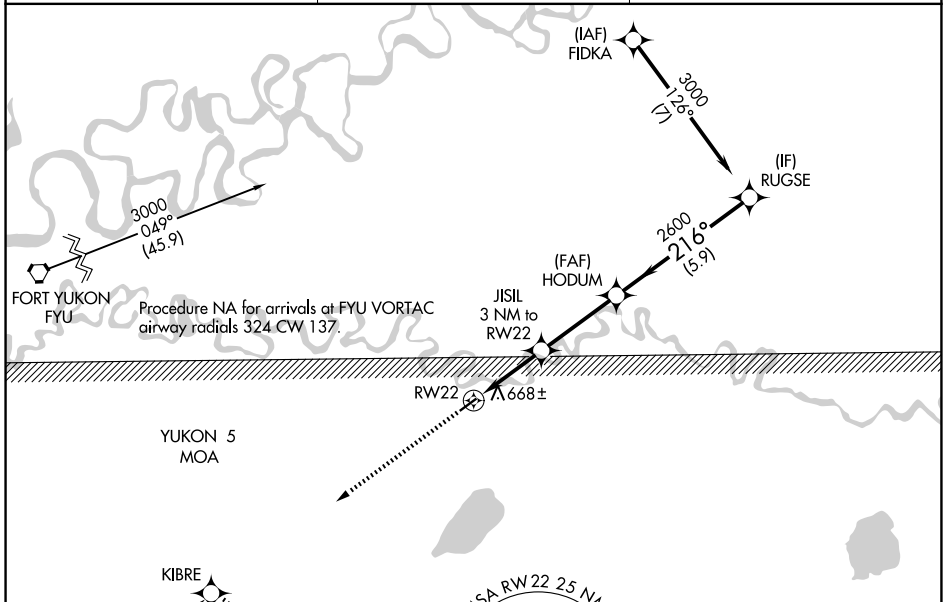 (IAF)
FIDKA
3000
126°
(7)
(IF)
RUGSE
3000
049°
(45.9)
2600
216°
(5.9)
(FAF)
HODUM
FORT YUKON
FYU
Procedure NA for arrivals at FYU VORTAC
airway radials 324 CW 137.
JISIL
3 NM to
RW22
RW22
668±
YUKON 5
MOA
KIBRE
RW22 25